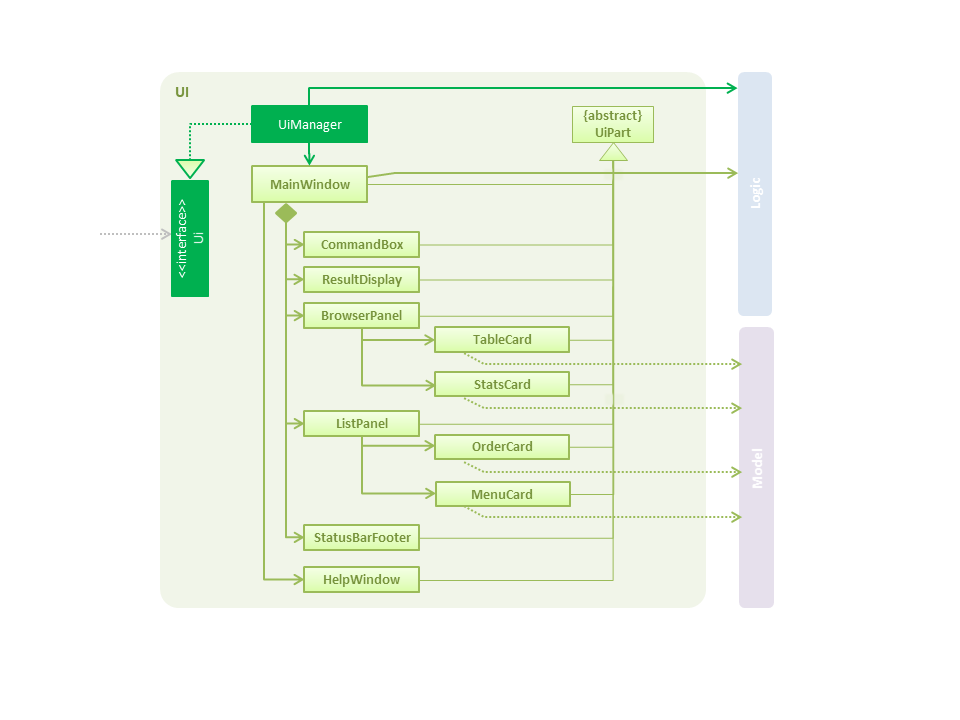 UI
UiManager
{abstract}
UiPart
MainWindow
Logic
<<interface>>
Ui
CommandBox
ResultDisplay
BrowserPanel
TableCard
StatsCard
ListPanel
OrderCard
Model
MenuCard
StatusBarFooter
HelpWindow